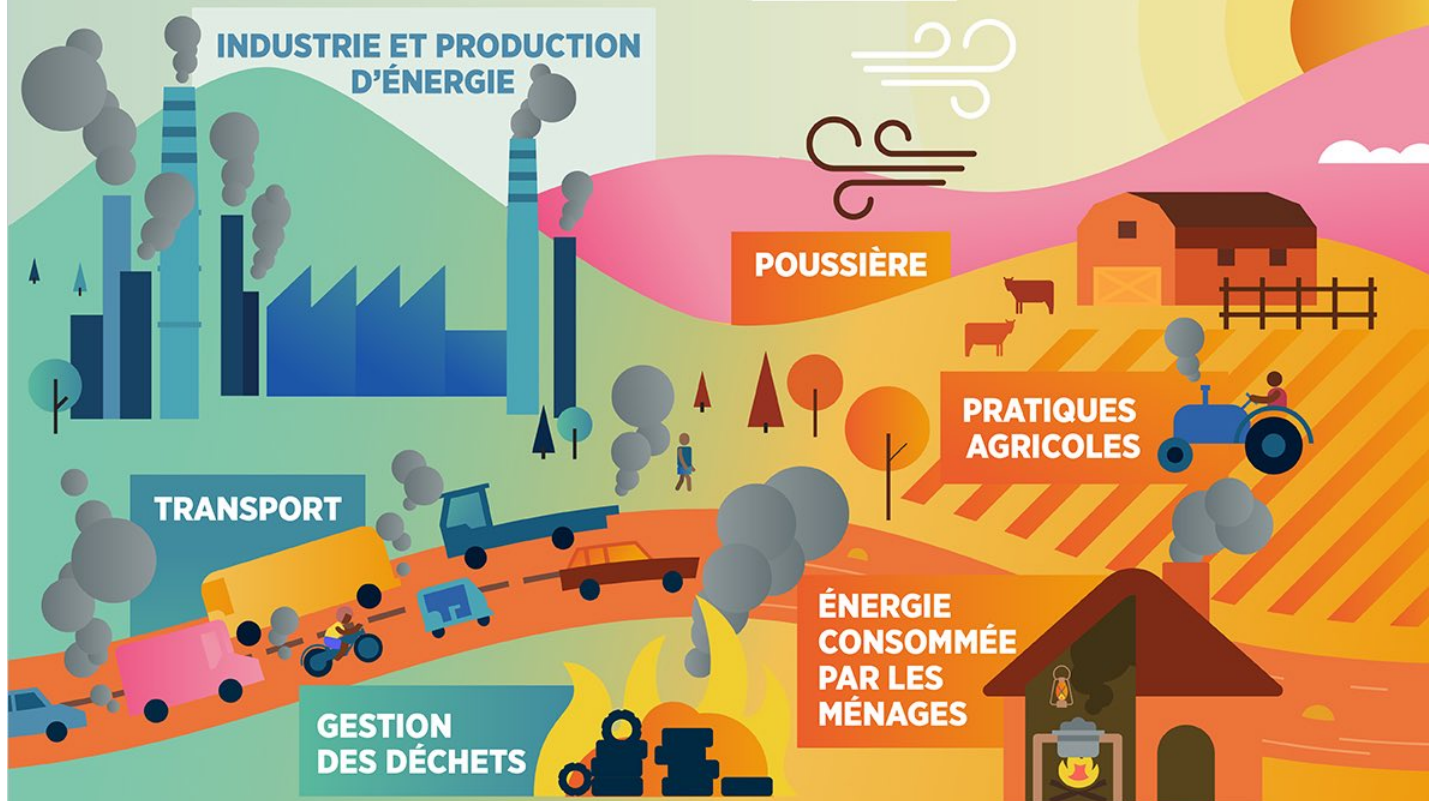 INDUSTRIE ET PRODUCTION
D'ÉNERGIE
POUSSIÈRE
PRATIQUES
AGRICOLES
TRANSPORT
ÉNERGIE
CONSOMMÉE
PAR LES
MÉNAGES
GESTION
DES DÉCHETS